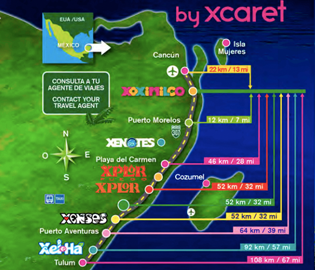 by xcaret
EUA /USA
MÉXICO
Isla
Mujeres
Cancún
22 km / 13 mi
CONSULTA A TU
AGENTE DE VIAJES
CONTACT YOUR
TRAVEL AGENT
XOXIMILCO
Puerto Morelos
12 km / 7 mi
N
XENOTES
O
E
S
Playa del Carmen
46 km / 28 mi
XPLOR
Cozumel
XPLOR
52 km / 32 mi
52 km / 32 mi
XENSES
52 km / 32 mi
Puerto Aventuras
64 km / 39 mi
Xel-Há
92 km / 57 mi
Tulum
108 km / 67 mi